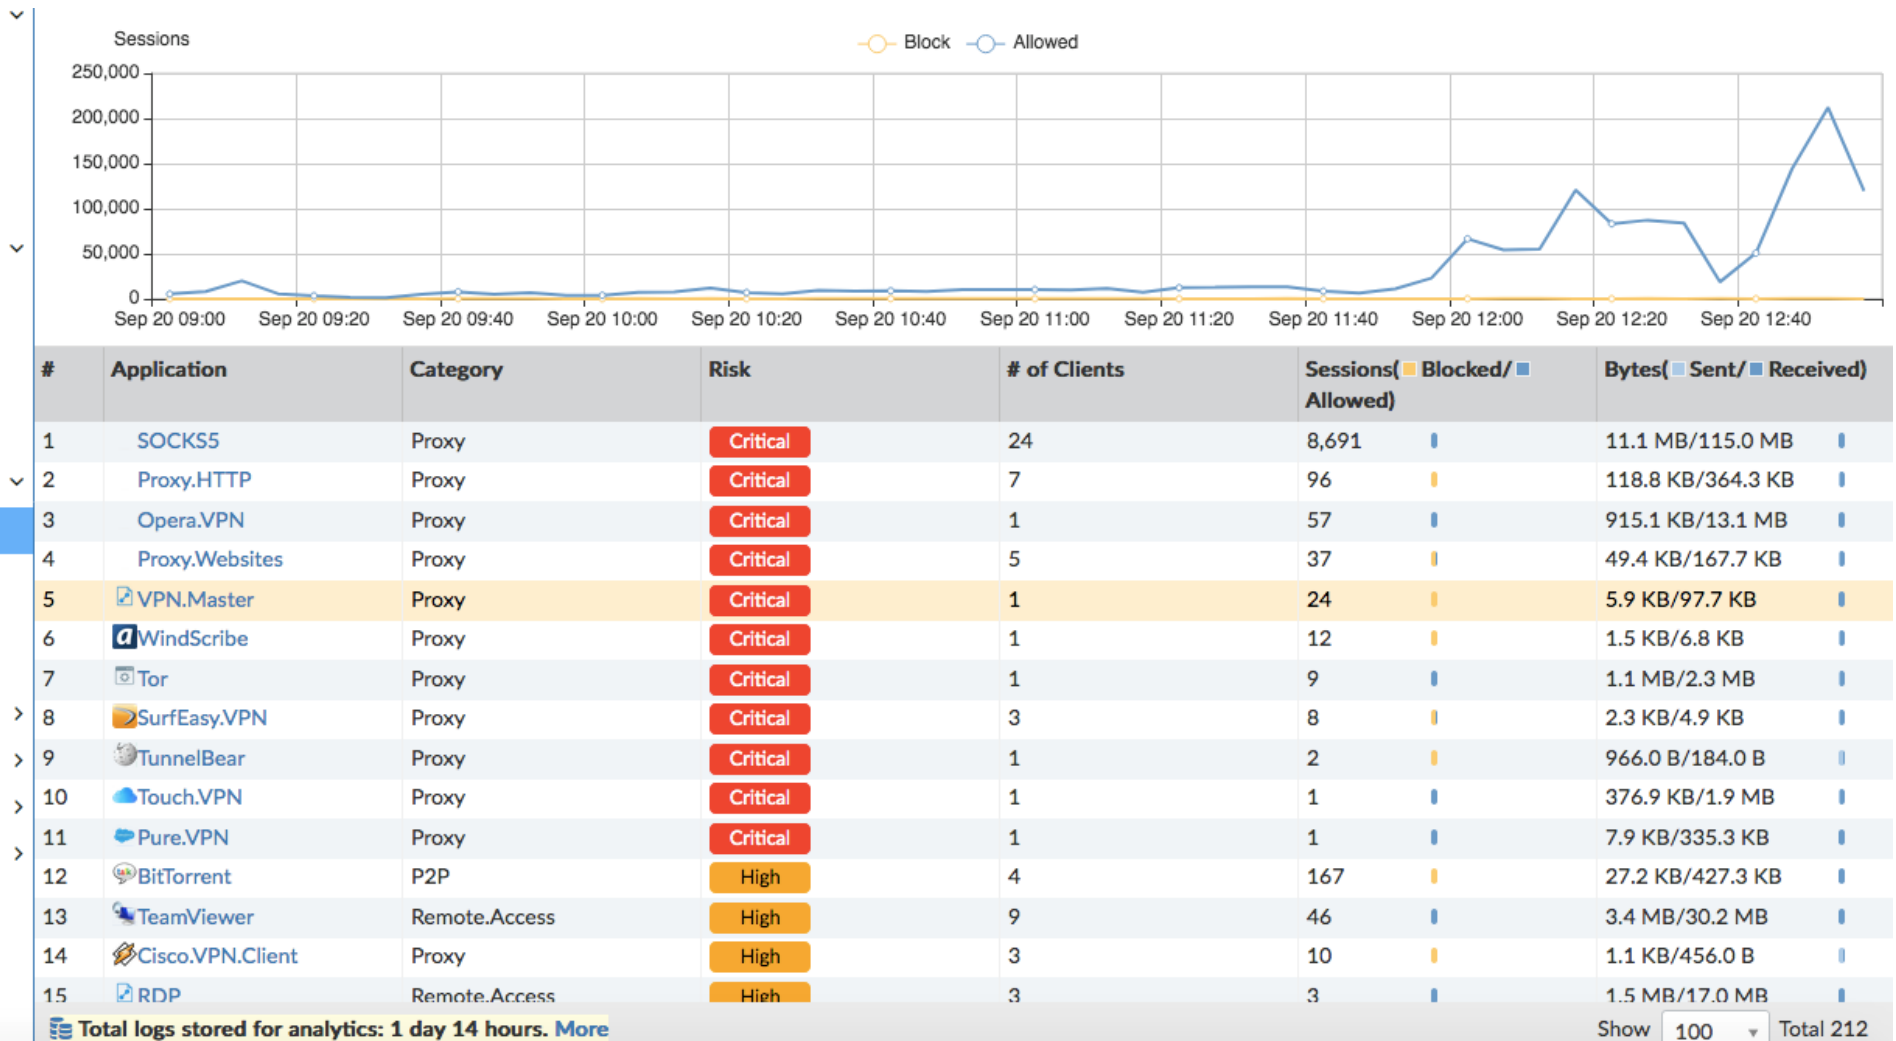 Sessions
Block Allowed
250,000
200,000
150,000
100,000
50,000
0
Sep 20 09:00 Sep 20 09:20 Sep 20 09:40 Sep 20 10:00 Sep 20 10:20 Sep 20 10:40 Sep 20 11:00 Sep 20 11:20 Sep 20 11:40 Sep 20 12:00 Sep 20 12:20 Sep 20 12:40
# Application Category Risk # of Clients Sessions( Blocked/ Bytes( Sent/ Received)
Allowed)
1 SOCKS5 Proxy Critical 24 8,691 11.1 MB/115.0 MB
2 Proxy.HTTP Proxy Critical 7 96 118.8 KB/364.3 KB
3 Opera.VPN Proxy Critical 1 57 915.1 KB/13.1 MB
4 Proxy.Websites Proxy Critical 5 37 49.4 KB/167.7 KB
5 VPN.Master Proxy Critical 1 24 5.9 KB/97.7 KB
6 WindScribe Proxy Critical 1 12 1.5 KB/6.8 KB
7 Tor Proxy Critical 1 9 1.1 MB/2.3 MB
8 SurfEasy.VPN Proxy Critical 3 8 2.3 KB/4.9 KB
9 TunnelBear Proxy Critical 1 2 966.0 B/184.0 B
10 Touch.VPN Proxy Critical 1 1 376.9 KB/1.9 MB
11 Pure.VPN Proxy Critical 1 1 7.9 KB/335.3 KB
12 BitTorrent P2P High 4 167 27.2 KB/427.3 KB
13 TeamViewer Remote.Access High 9 46 3.4 MB/30.2 MB
14 Cisco.VPN.Client Proxy High 3 10 1.1 KB/456.0 B
15 RDP Remote.Access High 3 3 1.5 MB/17.0 MB
Total logs stored for analytics: 1 day 14 hours. More Show 100 Total 212